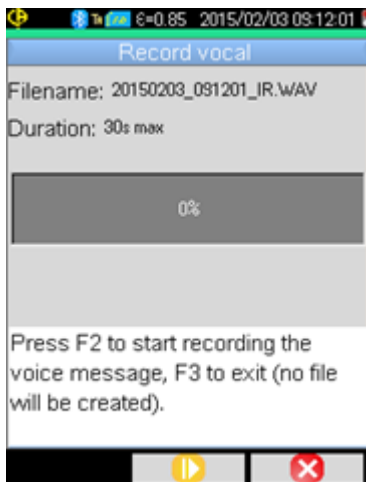 ε=0.85 2015/02/03 09:12:01
Record vocal
Filename: 20150203_091201_IR.WAV
Duration: 30s max
0%
Press F2 to start recording the
voice message, F3 to exit (no file
will be created).